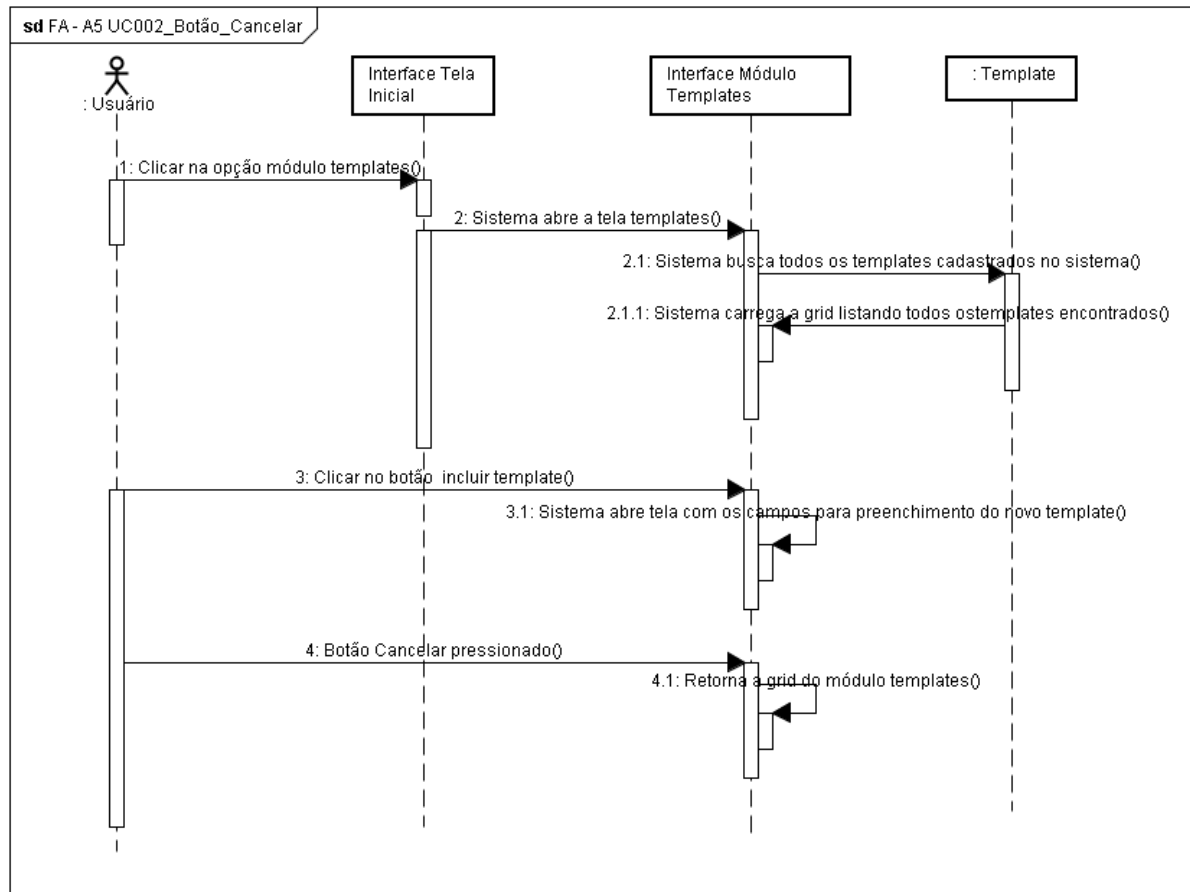 sd FA - A5 UC002_Botão_Cancelar
: Usuário
Interface Tela
Inicial
Interface Módulo
Templates
: Template
1: Clicar na opção módulo templates()
2: Sistema abre a tela templates()
2.1: Sistema busca todos os templates cadastrados no sistema()
2.1.1: Sistema carrega a grid listando todos ostemplates encontrados()
3: Clicar no botão  incluir template()
3.1: Sistema abre tela com os campos para preenchimento do novo template()
4: Botão Cancelar pressionado()
4.1: Retorna a grid do módulo templates()